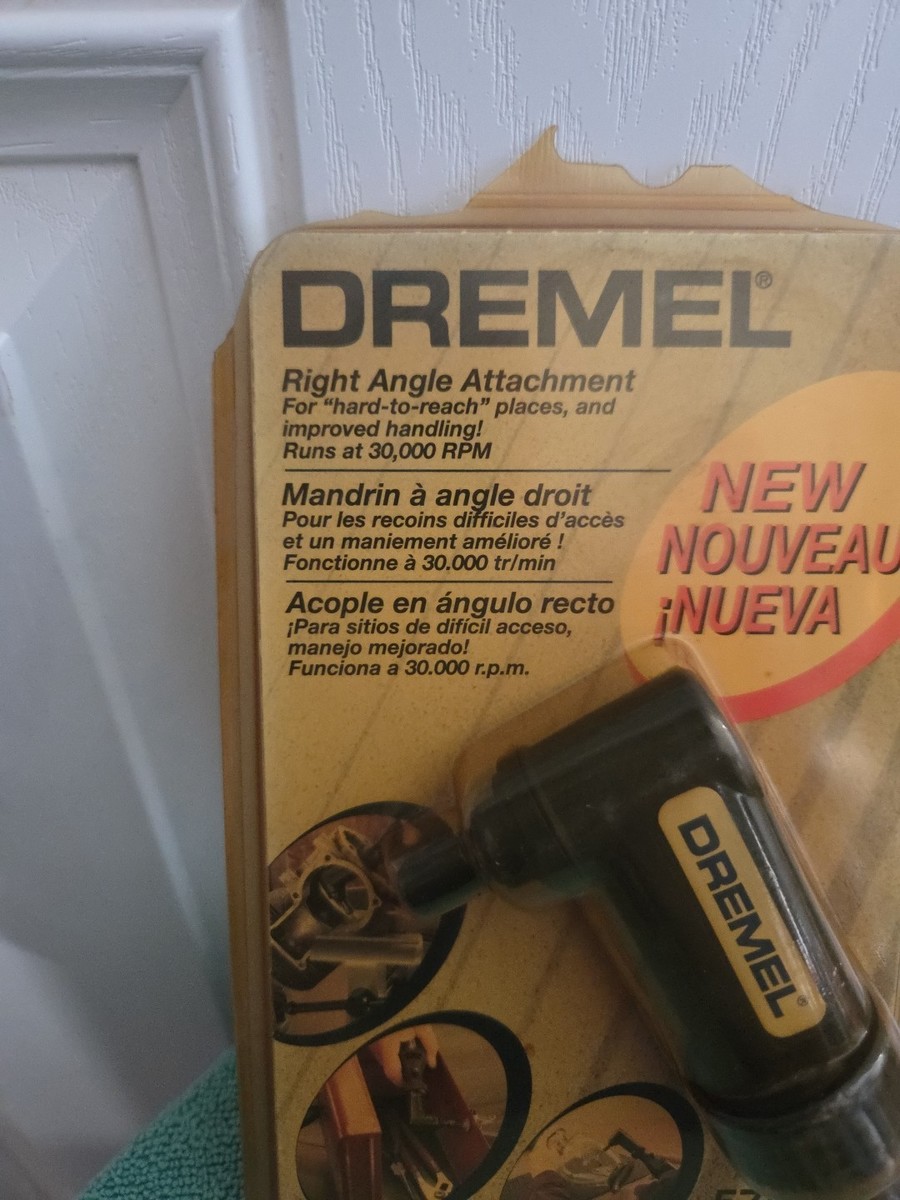 DREMEL®
Right Angle Attachment
For “hard-to-reach” places, and
improved handling!
Runs at 30,000 RPM
Mandrin à angle droit
Pour les recoins difficiles d’accès
et un maniement amélioré !
Fonctionne à 30.000 tr/min
Acople en ángulo recto
¡Para sitios de difícil acceso,
manejo mejorado!
Funciona a 30.000 r.p.m.
NEW
NOUVEAU
¡NUEVA
DREMEL®